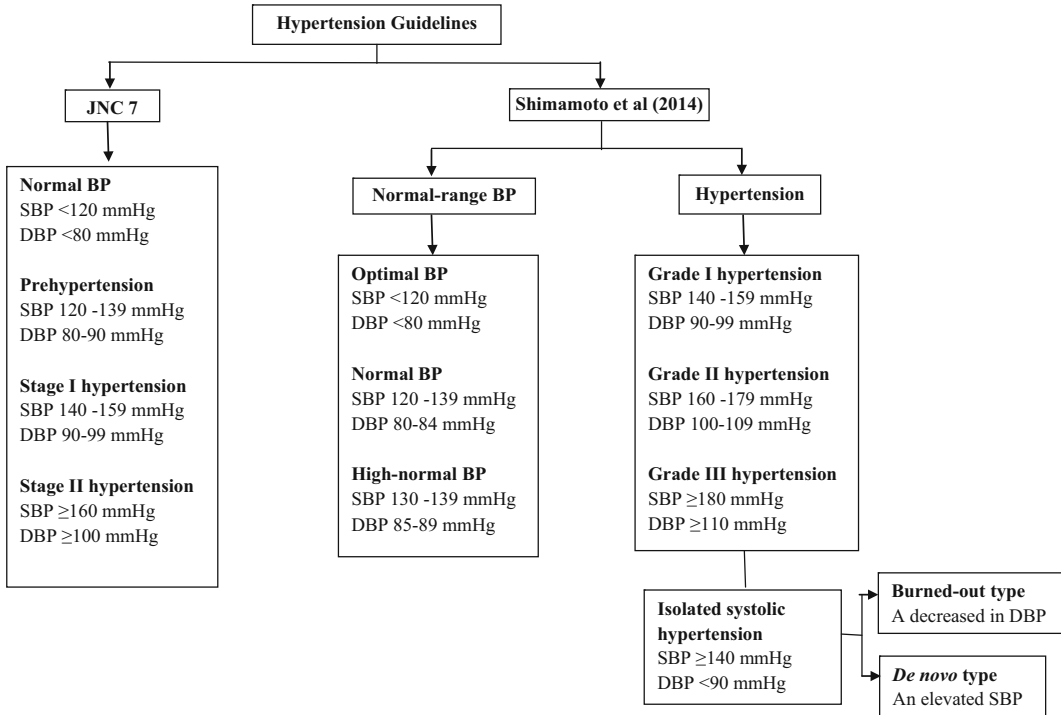 Hypertension Guidelines
JNC 7
Shimamoto et al (2014)
Normal BP
SBP <120 mmHg
DBP <80 mmHg
Prehypertension
SBP 120 -139 mmHg
DBP 80-90 mmHg
Stage I hypertension
SBP 140 -159 mmHg
DBP 90-99 mmHg
Stage II hypertension
SBP ≥160 mmHg
DBP ≥100 mmHg
Normal-range BP
Optimal BP
SBP <120 mmHg
DBP <80 mmHg
Normal BP
SBP 120 -139 mmHg
DBP 80-84 mmHg
High-normal BP
SBP 130 -139 mmHg
DBP 85-89 mmHg
Hypertension
Grade I hypertension
SBP 140 -159 mmHg
DBP 90-99 mmHg
Grade II hypertension
SBP 160 -179 mmHg
DBP 100-109 mmHg
Grade III hypertension
SBP ≥180 mmHg
DBP ≥110 mmHg
Isolated systolic
hypertension
SBP ≥140 mmHg
DBP <90 mmHg
Burned-out type
A decreased in DBP
De novo type
An elevated SBP